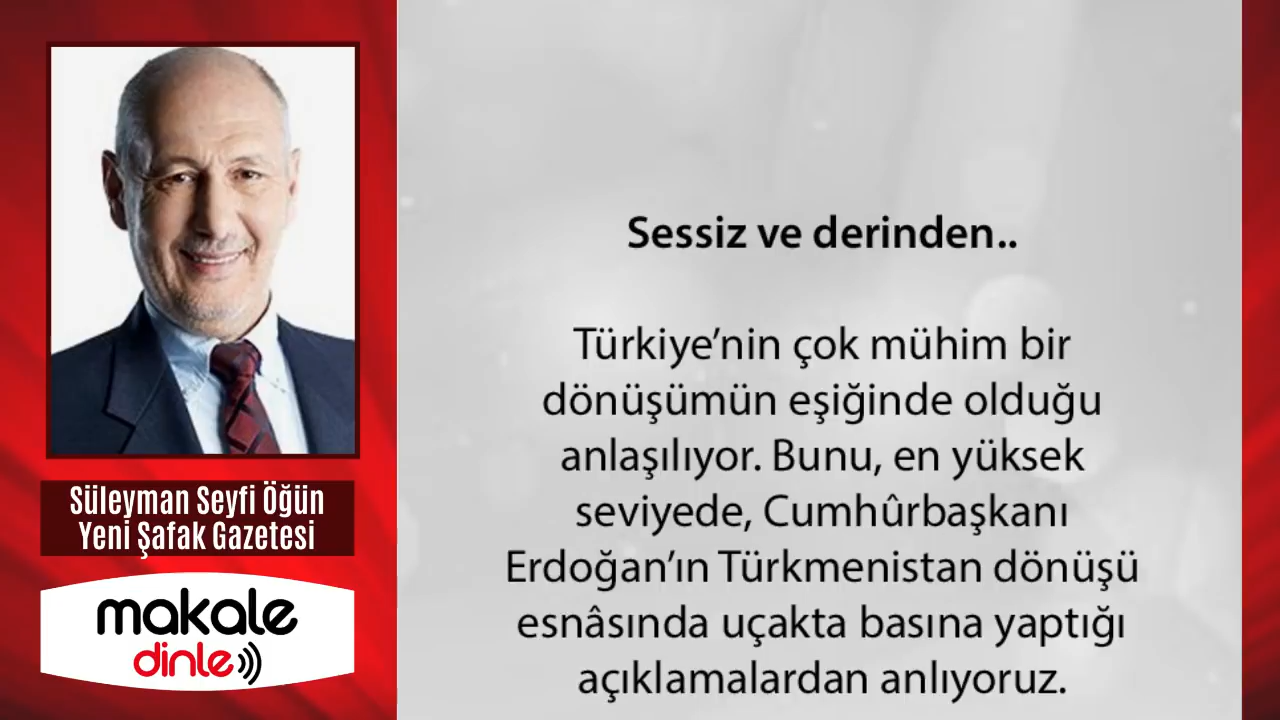 Süleyman Seyfi Öğün
Yeni Şafak Gazetesi
makale
dinle
Sessiz ve derinden..
Türkiye’nin çok mühim bir
dönüşümün eşiğinde olduğu
anlaşılıyor. Bunu, en yüksek
seviyede, Cumhûrbaşkanı
Erdoğan’ın Türkmenistan dönüşü
esnâsında uçakta basına yaptığı
açıklamalardan anlıyoruz.